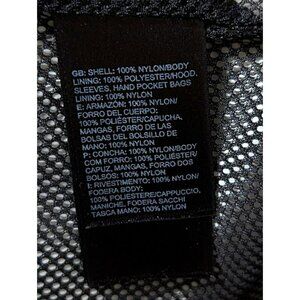 GB: SHELL: 100% NYLON/BODY
LINING: 100% POLYESTER/HOOD,
SLEEVES, HAND POCKET BAGS
LINING: 100% NYLON
E: ARMAZÓN: 100% NYLON/
FORRO DEL CUERPO:
100% POLIÉSTER/CAPUCHA,
MANGAS, FORRO DE LAS
BOLSAS DEL BOLSILLO DE
MANO: 100% NYLON
P: CONCHA: 100% NYLON/BODY
COM FORRO: 100% POLIÉSTER/
CAPUZ, MANGAS, FORRO DOS
BOLSOS: 100% NYLON
I: RIVESTIMENTO: 100% NYLON/
FODERA BODY:
100% POLYESTER/CAPPUCCIO,
MANICHE, FODERA SACCHI
TASCA MANO: 100% NYLON